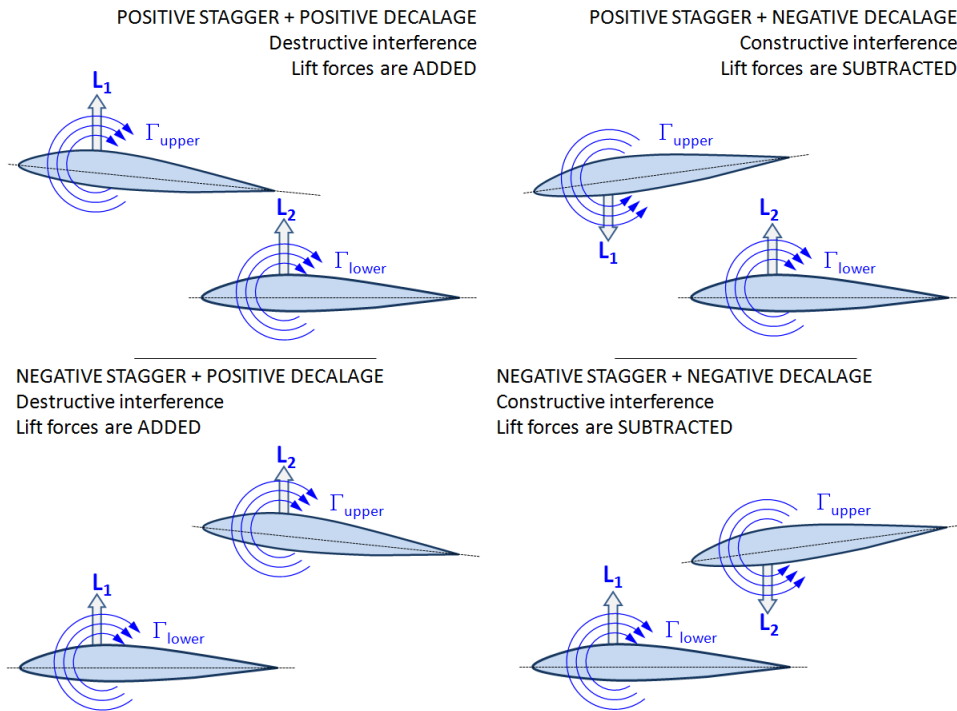 POSITIVE STAGGER + POSITIVE DECALAGE
Destructive interference
Lift forces are ADDED
L₁
Γupper
L₂
Γlower
POSITIVE STAGGER + NEGATIVE DECALAGE
Constructive interference
Lift forces are SUBTRACTED
Γupper
L₁
L₂
Γlower
NEGATIVE STAGGER + POSITIVE DECALAGE
Destructive interference
Lift forces are ADDED
L₂
Γupper
L₁
Γlower
NEGATIVE STAGGER + NEGATIVE DECALAGE
Constructive interference
Lift forces are SUBTRACTED
Γupper
L₂
L₁
Γlower